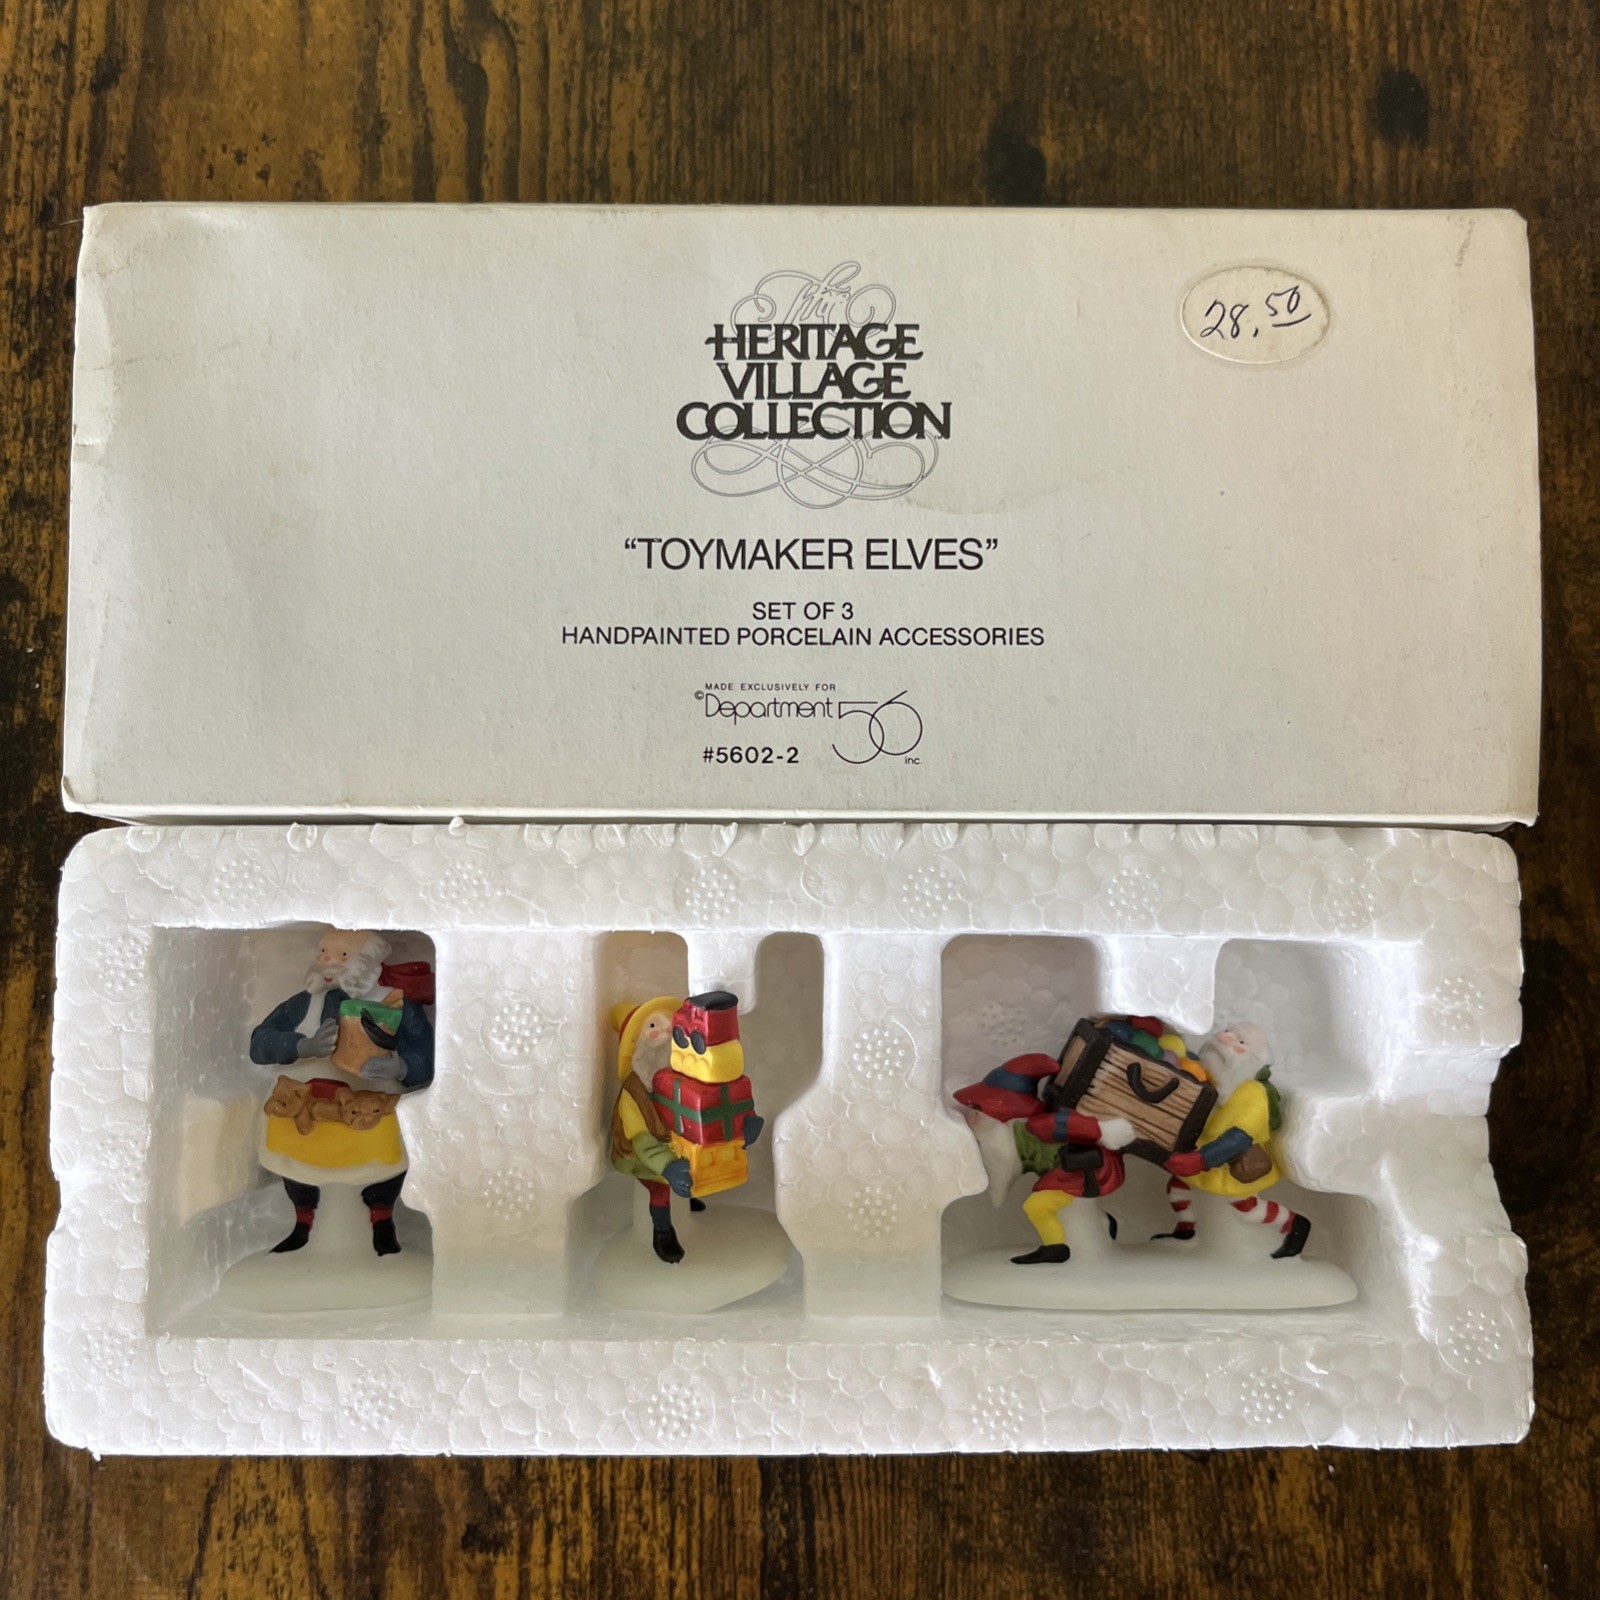 The
HERITAGE
VILLAGE
COLLECTION
28.50
“TOYMAKER ELVES”
SET OF 3
HANDPAINTED PORCELAIN ACCESSORIES
MADE EXCLUSIVELY FOR
©Department 56 inc.
#5602-2